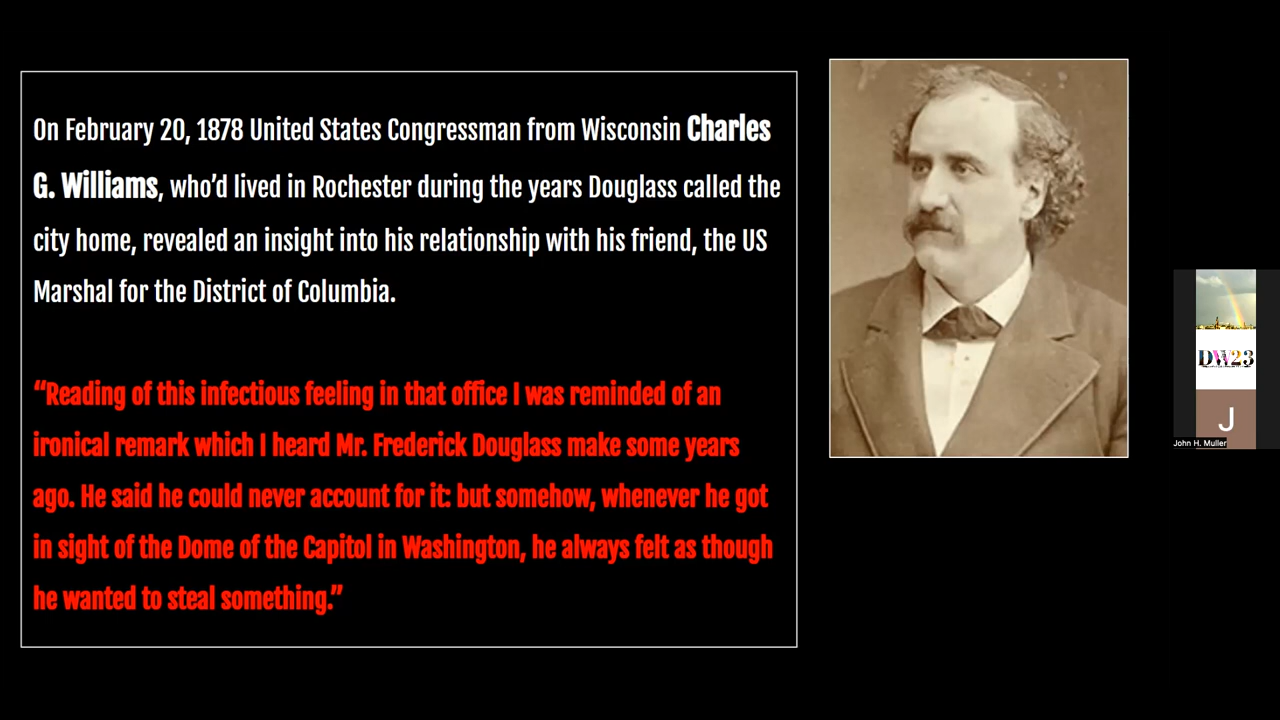 On February 20, 1878 United States Congressman from Wisconsin Charles
G. Williams, who’d lived in Rochester during the years Douglass called the
city home, revealed an insight into his relationship with his friend, the US
Marshal for the District of Columbia.
“Reading of this infectious feeling in that office I was reminded of an
ironical remark which I heard Mr. Frederick Douglass make some years
ago. He said he could never account for it: but somehow, whenever he got
in sight of the Dome of the Capitol in Washington, he always felt as though
he wanted to steal something.”
DW23
J
John H. Muller